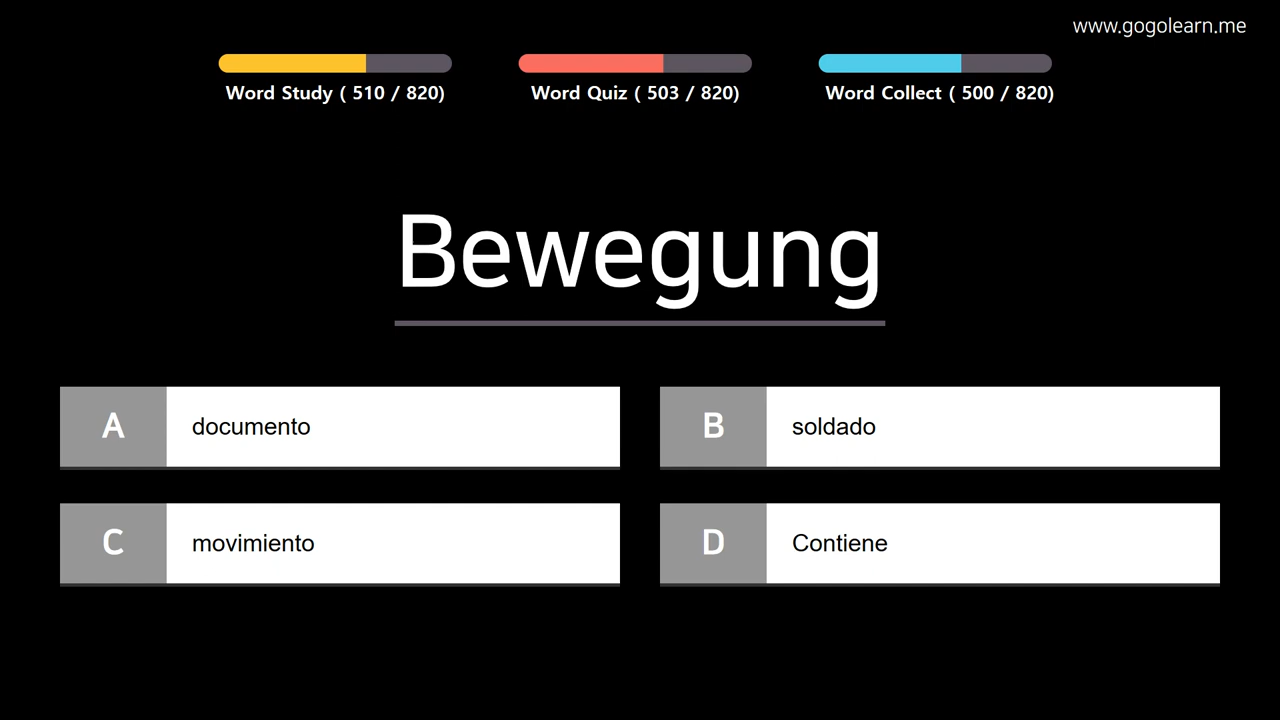 www.gogolearn.me
Word Study ( 510 / 820)
Word Quiz ( 503 / 820)
Word Collect ( 500 / 820)
Bewegung
A documento
B soldado
C movimiento
D Contiene